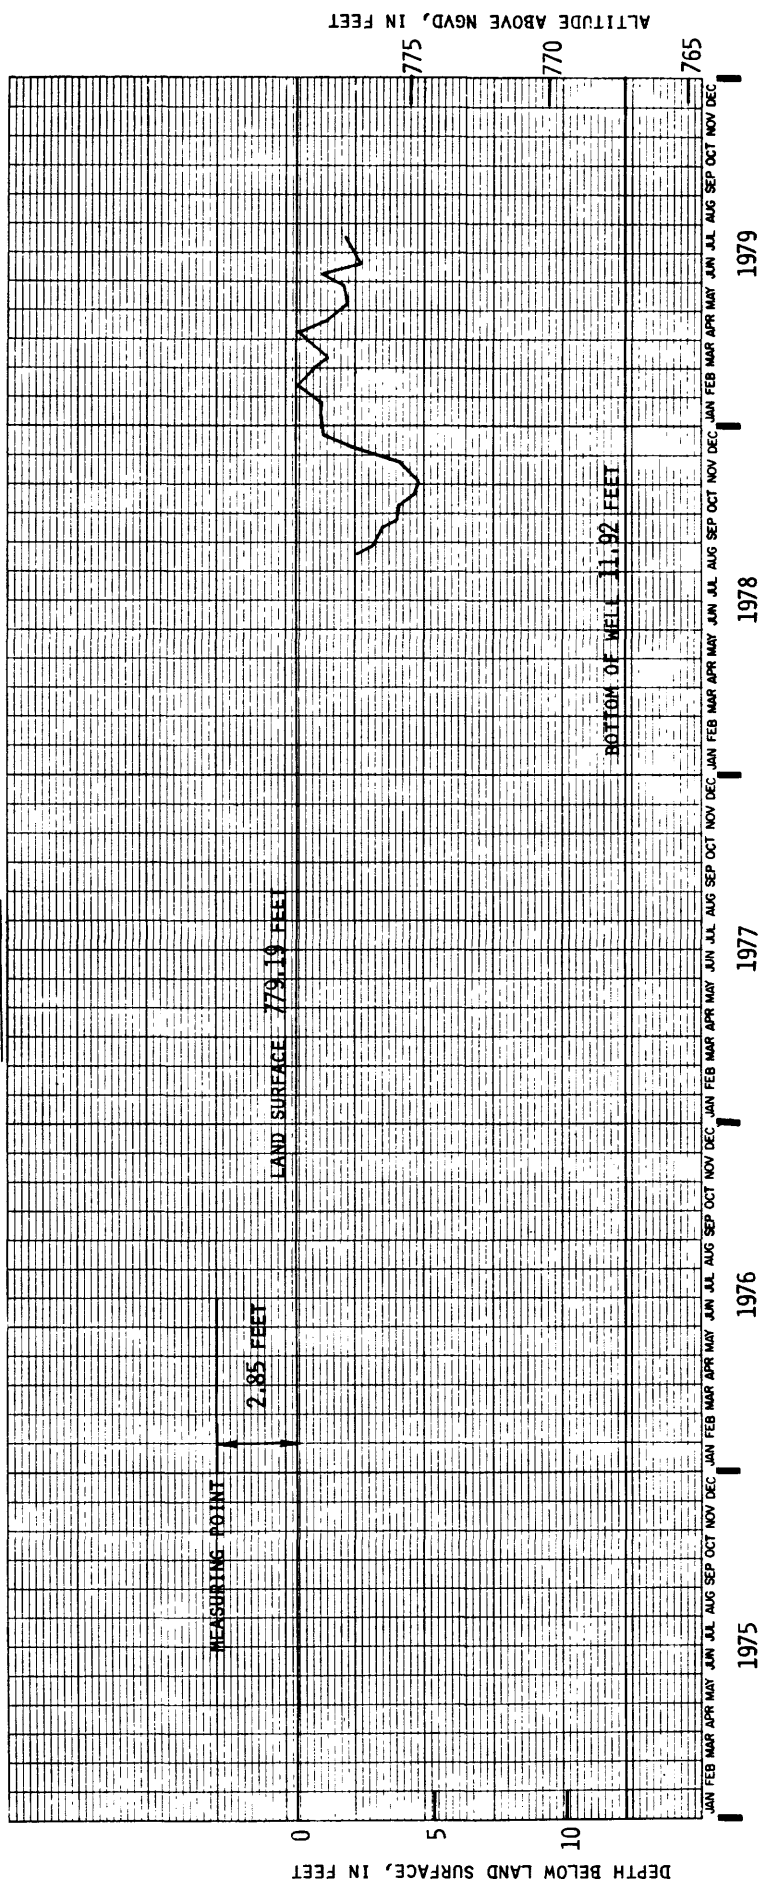 MEASURING POINT
2.85 FEET
LAND SURFACE 779.19 FEET
BOTTOM OF WELL 11.92 FEET
DEPTH BELOW LAND SURFACE, IN FEET
0
5
10
ALTITUDE ABOVE NGVD, IN FEET
775
770
765
JAN FEB MAR APR MAY JUN JUL AUG SEP OCT NOV DEC JAN FEB MAR APR MAY JUN JUL AUG SEP OCT NOV DEC JAN FEB MAR APR MAY JUN JUL AUG SEP OCT NOV DEC JAN FEB MAR APR MAY JUN JUL AUG SEP OCT NOV DEC JAN FEB MAR APR MAY JUN JUL AUG SEP OCT NOV DEC
1975 1976 1977 1978 1979